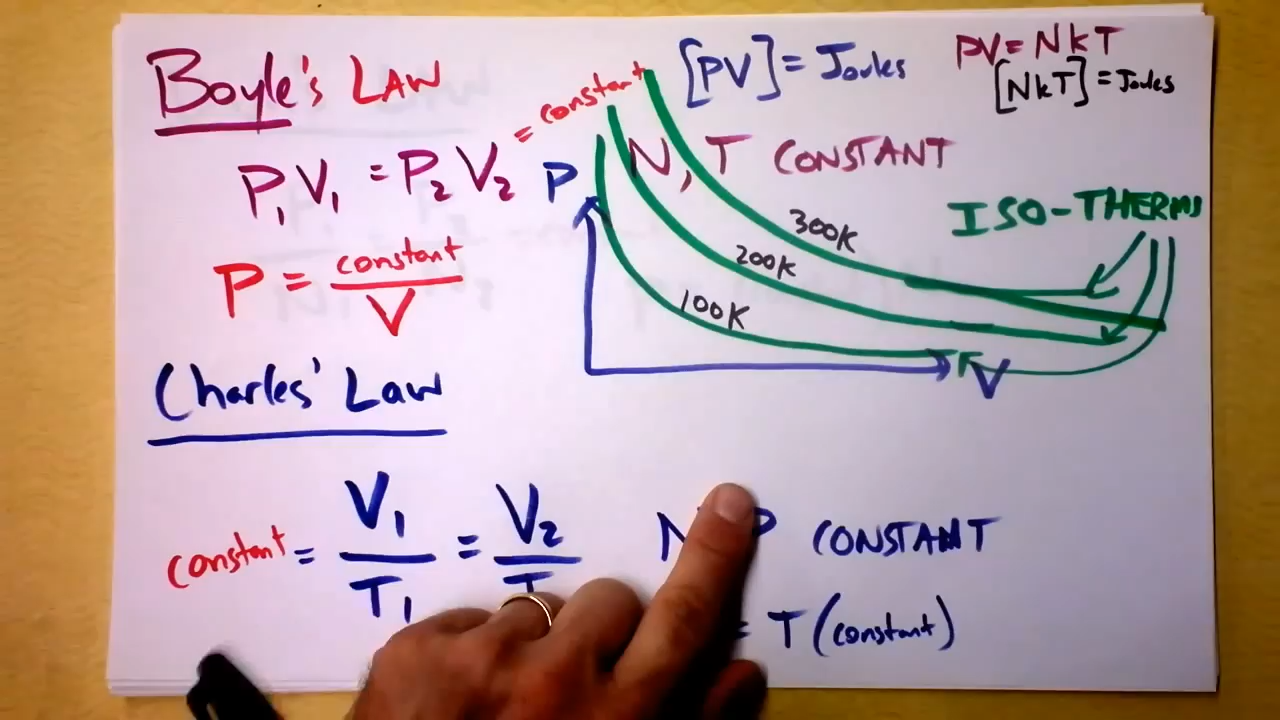 Boyle's LAW
P₁V₁ = P₂V₂ = constant
P = constant / V
[PV] = Joules
PV = NkT
[NkT] = Joules
N, T CONSTANT
P
ISO-THERMS
300K
200K
100K
V
Charles' Law
constant = V₁ / T₁ = V₂ / T
CONSTANT
= T (constant)